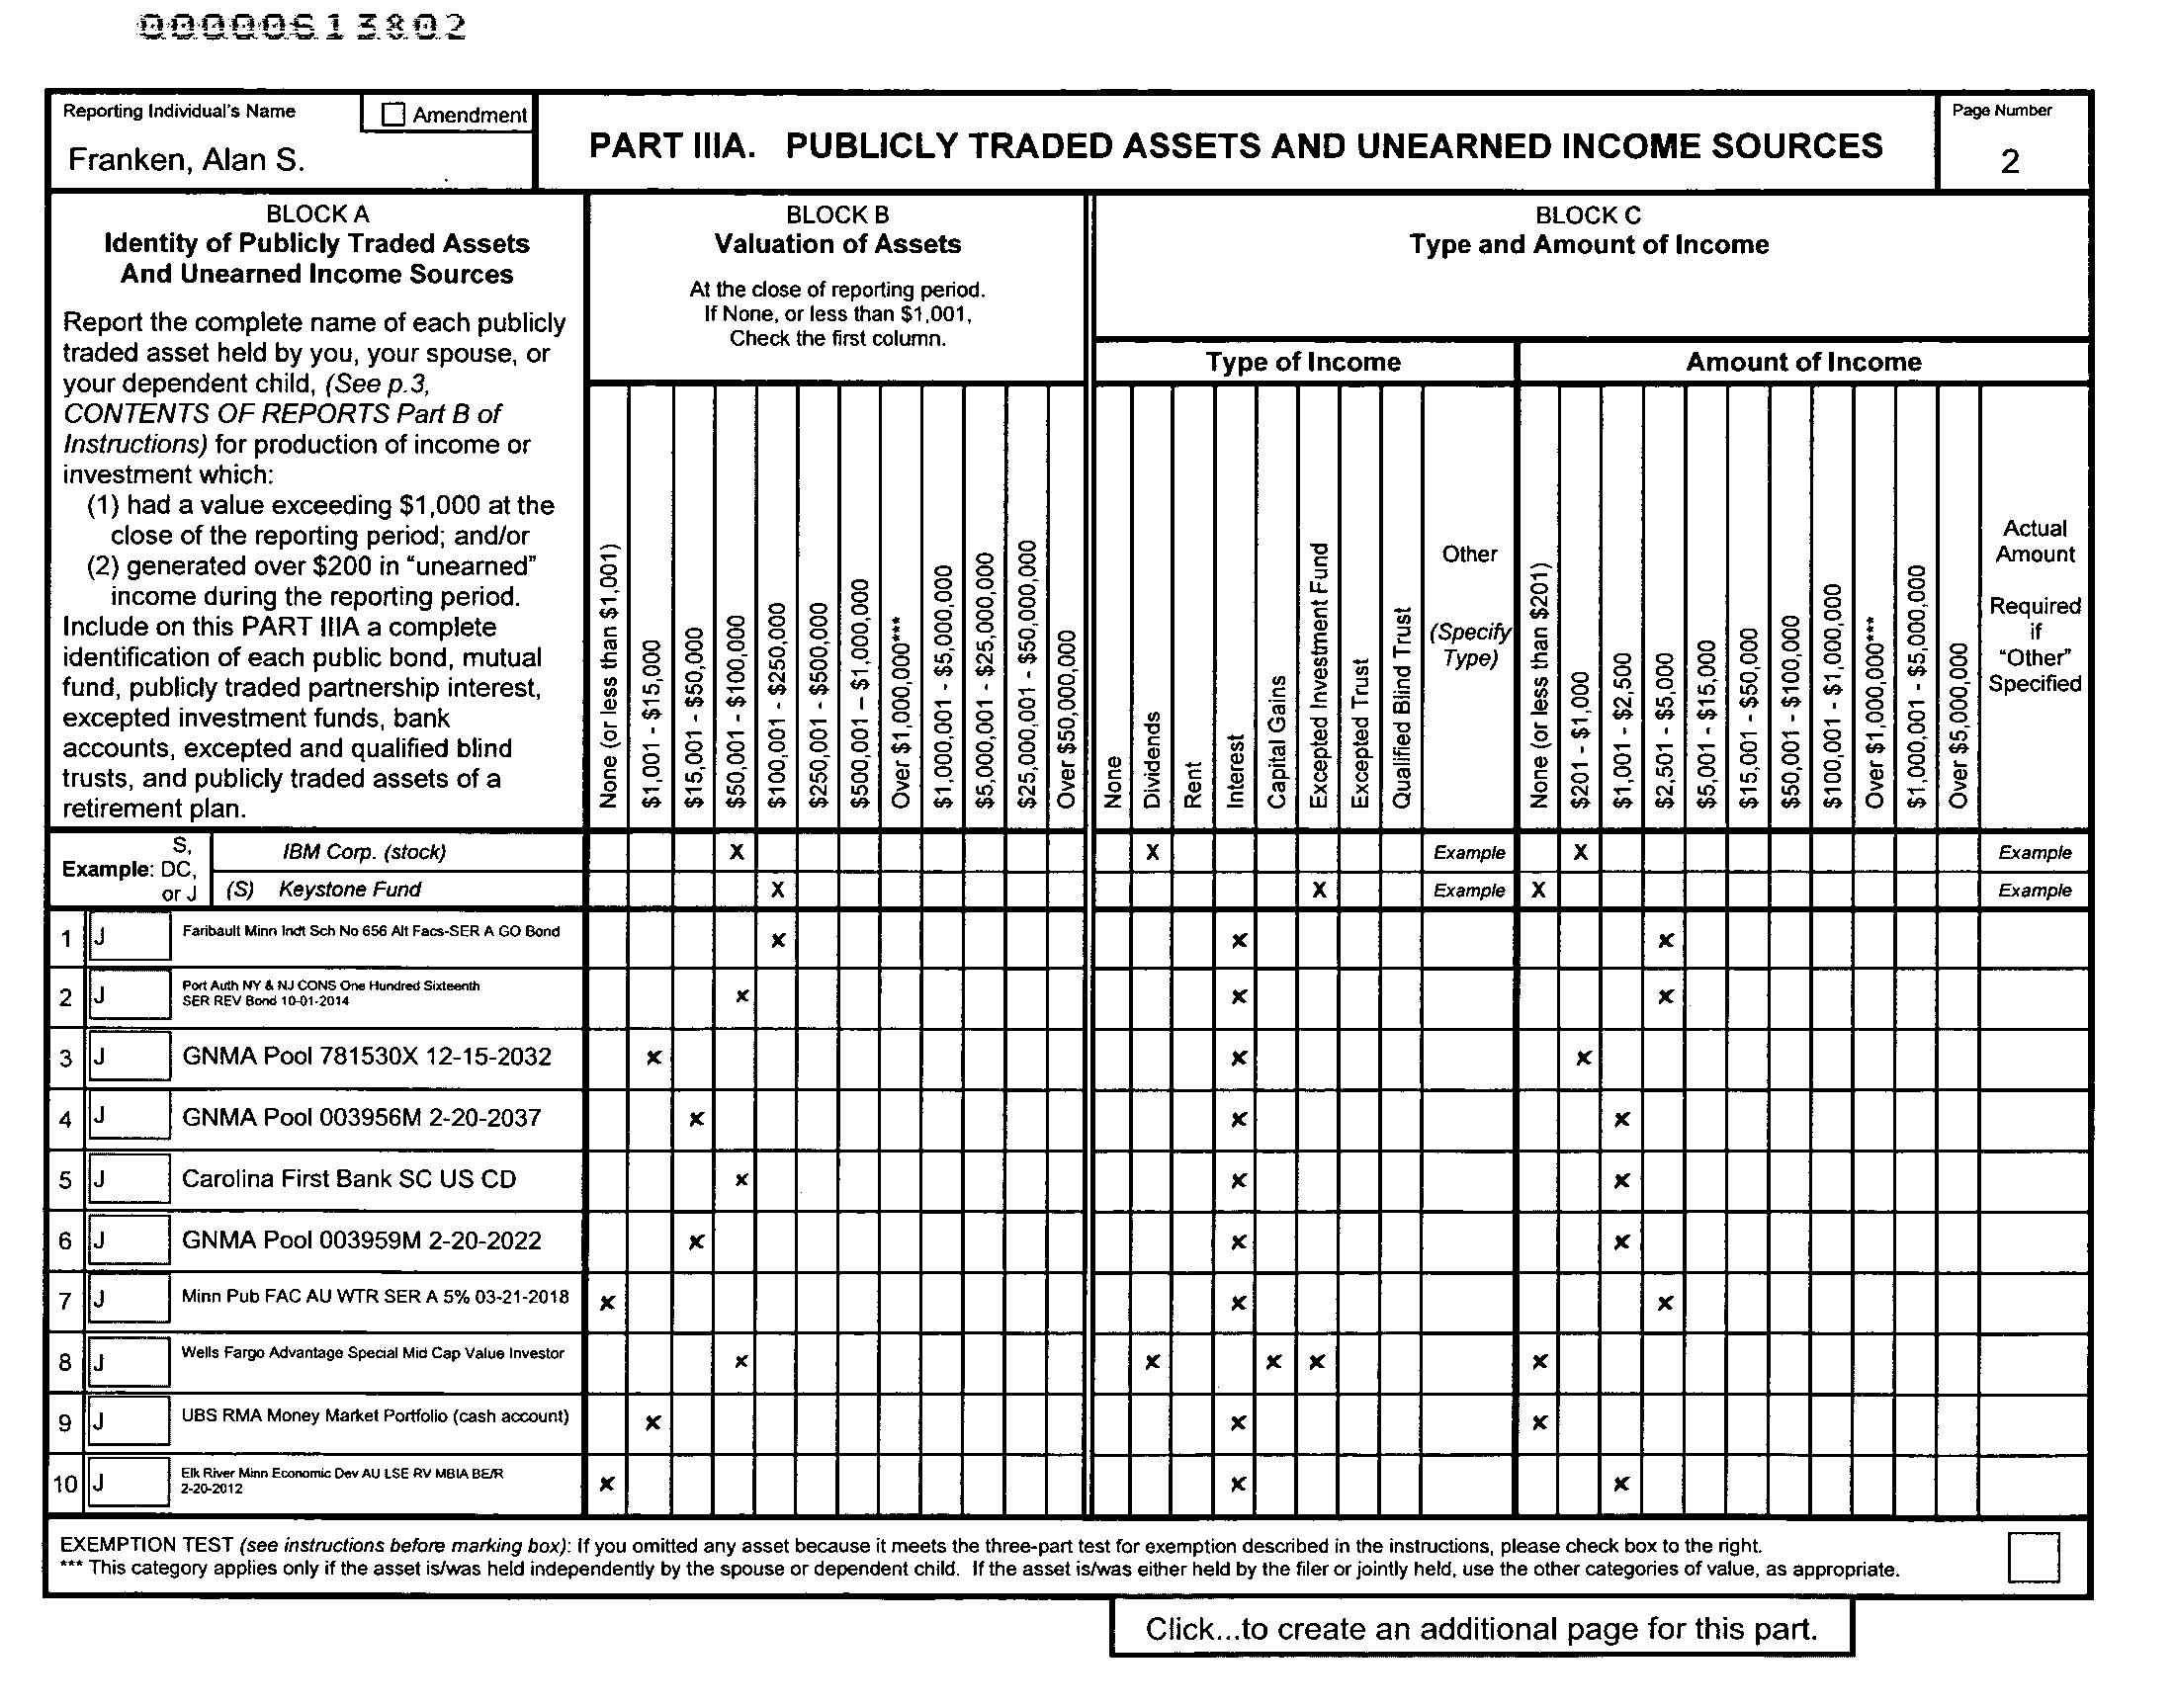 00000613802
Reporting Individual's Name
Amendment
Franken, Alan S.
PART IIIA. PUBLICLY TRADED ASSETS AND UNEARNED INCOME SOURCES
Page Number
2
BLOCK A
Identity of Publicly Traded Assets
And Unearned Income Sources
Report the complete name of each publicly
traded asset held by you, your spouse, or
your dependent child, (See p.3,
CONTENTS OF REPORTS Part B of
Instructions) for production of income or
investment which:
(1) had a value exceeding $1,000 at the
close of the reporting period; and/or
(2) generated over $200 in "unearned"
income during the reporting period.
Include on this PART IIIA a complete
identification of each public bond, mutual
fund, publicly traded partnership interest,
excepted investment funds, bank
accounts, excepted and qualified blind
trusts, and publicly traded assets of a
retirement plan.
BLOCK B
Valuation of Assets
At the close of reporting period.
If None, or less than $1,001,
Check the first column.
None (or less than $1,001)
$1,001 - $15,000
$15,001 - $50,000
$50,001 - $100,000
$100,001 - $250,000
$250,001 - $500,000
$500,001 – $1,000,000
Over $1,000,000***
$1,000,001 - $5,000,000
$5,000,001 - $25,000,000
$25,000,001 - $50,000,000
Over $50,000,000
BLOCK C
Type and Amount of Income
Type of Income
None
Dividends
Rent
Interest
Capital Gains
Excepted Investment Fund
Excepted Trust
Qualified Blind Trust
Other
(Specify
Type)
Amount of Income
None (or less than $201)
$201 - $1,000
$1,001 - $2,500
$2,501 - $5,000
$5,001 - $15,000
$15,001 - $50,000
$50,001 - $100,000
$100,001 - $1,000,000
Over $1,000,000***
$1,000,001 - $5,000,000
Over $5,000,000
Actual
Amount
Required
if
"Other"
Specified
Example: S,
DC,
or J
IBM Corp. (stock) X X Example X Example
(S) Keystone Fund X X Example X Example
1 J Faribault Minn Indt Sch No 656 Alt Facs-SER A GO Bond x x x
2 J Port Auth NY & NJ CONS One Hundred Sixteenth
SER REV Bond 10-01-2014 x x x
3 J GNMA Pool 781530X 12-15-2032 x x x
4 J GNMA Pool 003956M 2-20-2037 x x x
5 J Carolina First Bank SC US CD x x x
6 J GNMA Pool 003959M 2-20-2022 x x x
7 J Minn Pub FAC AU WTR SER A 5% 03-21-2018 x x x
8 J Wells Fargo Advantage Special Mid Cap Value Investor x x x x x
9 J UBS RMA Money Market Portfolio (cash account) x x x
10 J Elk River Minn Economic Dev AU LSE RV MBIA BE/R
2-20-2012 x x x
EXEMPTION TEST (see instructions before marking box): If you omitted any asset because it meets the three-part test for exemption described in the instructions, please check box to the right.
*** This category applies only if the asset is/was held independently by the spouse or dependent child. If the asset is/was either held by the filer or jointly held, use the other categories of value, as appropriate.
Click...to create an additional page for this part.